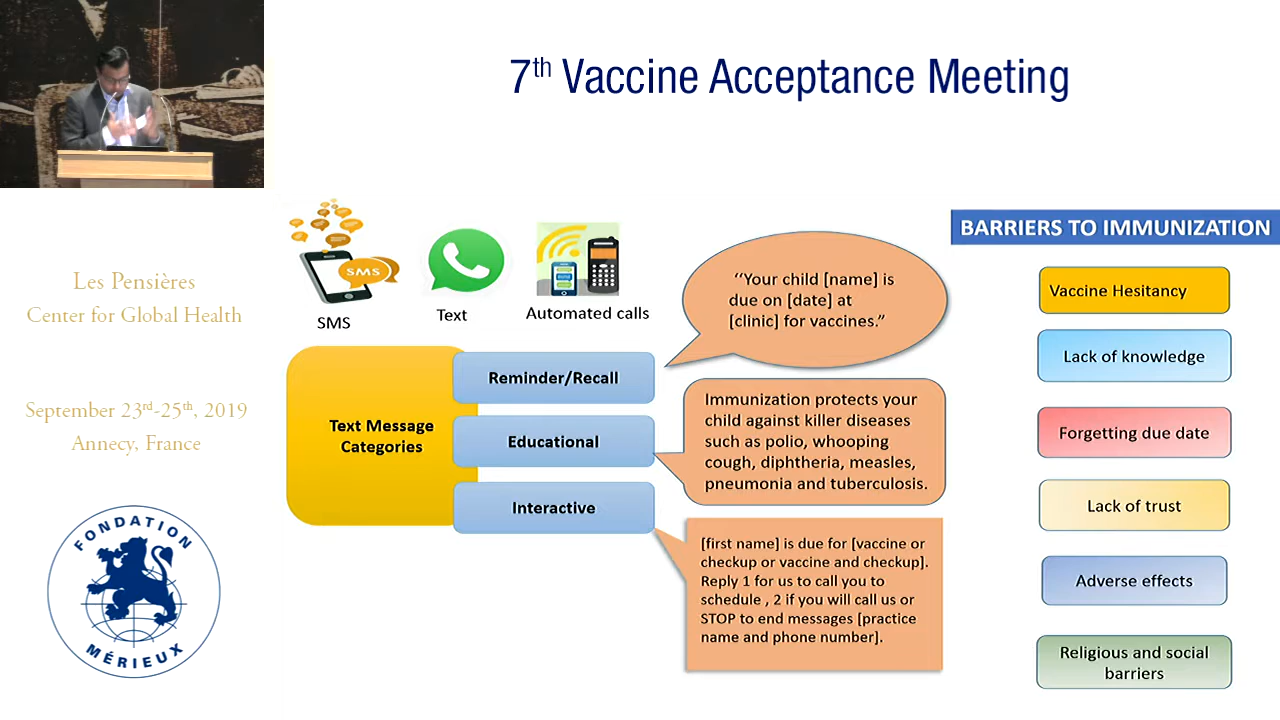 7th Vaccine Acceptance Meeting
Les Pensières
Center for Global Health
September 23rd-25th, 2019
Annecy, France
FONDATION
MÉRIEUX
SMS
SMS
Text
Automated calls
Text Message
Categories
Reminder/Recall
Educational
Interactive
‘‘Your child [name] is
due on [date] at
[clinic] for vaccines.”
Immunization protects your
child against killer diseases
such as polio, whooping
cough, diphtheria, measles,
pneumonia and tuberculosis.
[first name] is due for [vaccine or
checkup or vaccine and checkup].
Reply 1 for us to call you to
schedule , 2 if you will call us or
STOP to end messages [practice
name and phone number].
BARRIERS TO IMMUNIZATION
Vaccine Hesitancy
Lack of knowledge
Forgetting due date
Lack of trust
Adverse effects
Religious and social
barriers